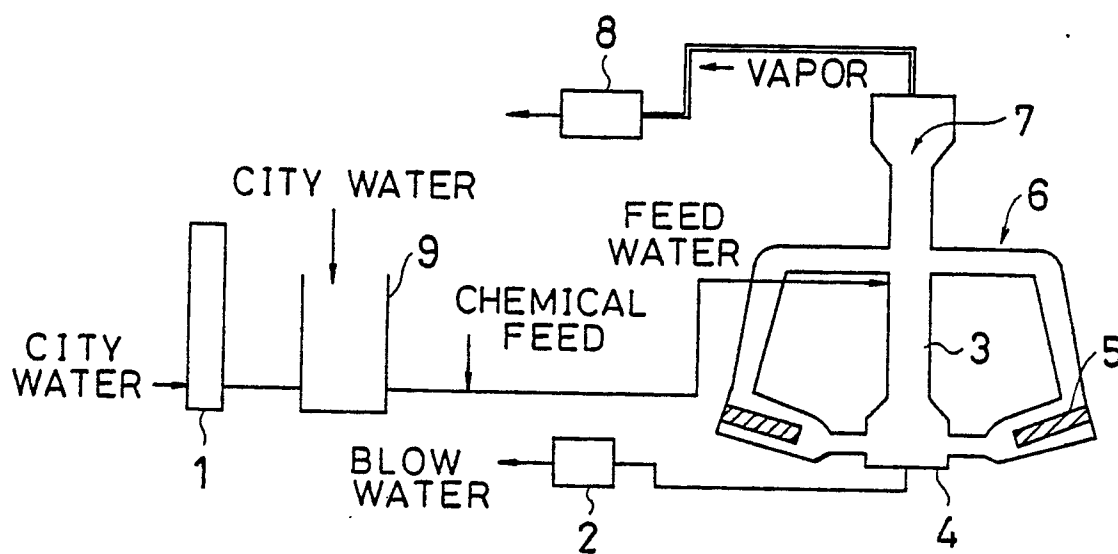 8
VAPOR
7
CITY WATER
6
FEED
WATER
9
CHEMICAL
FEED
CITY
WATER
3
5
1
BLOW
WATER
2
4